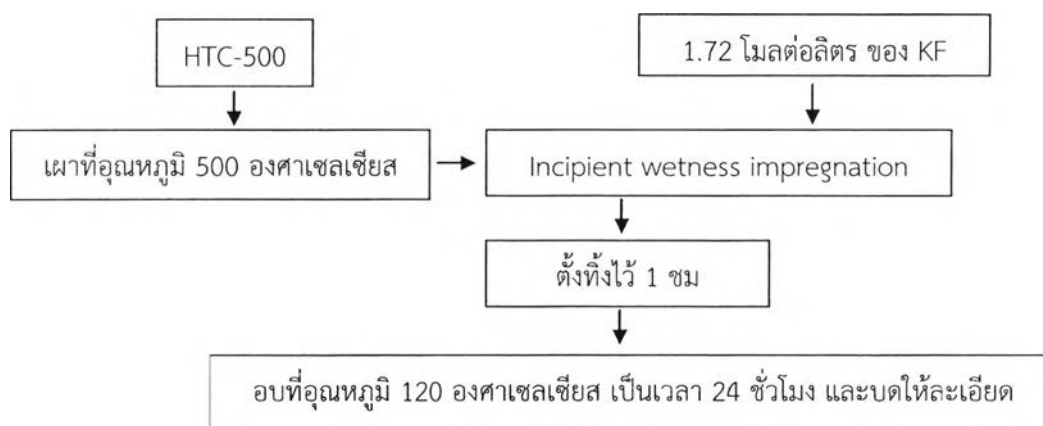 HTC-500
1.72 โมลต่อลิตร ของ KF
เผาที่อุณหภูมิ 500 องศาเซลเซียส
Incipient wetness impregnation
ตั้งทิ้งไว้ 1 ชม
อบที่อุณหภูมิ 120 องศาเซลเซียส เป็นเวลา 24 ชั่วโมง และบดให้ละเอียด